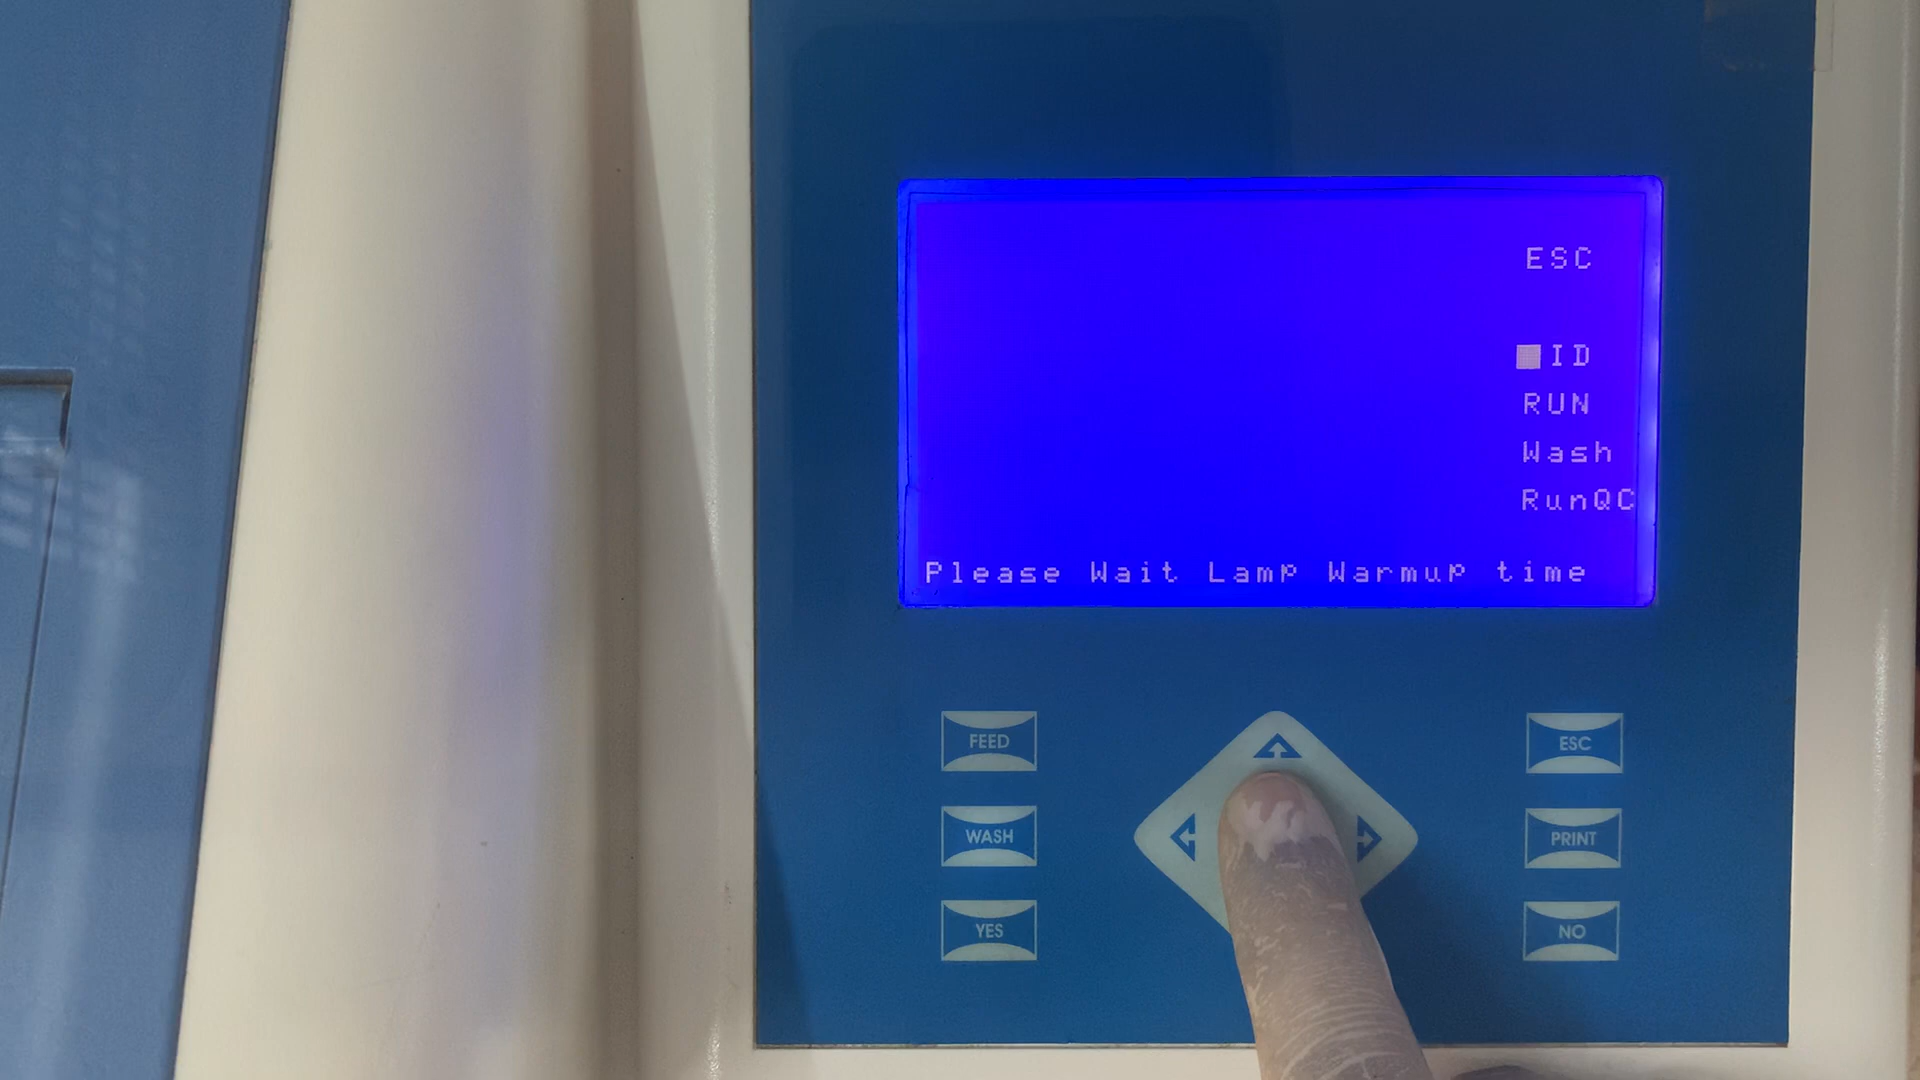 ESC
ID
RUN
Wash
RunQC
Please Wait Lamp Warmup time
FEED
ESC
WASH
PRINT
YES
NO